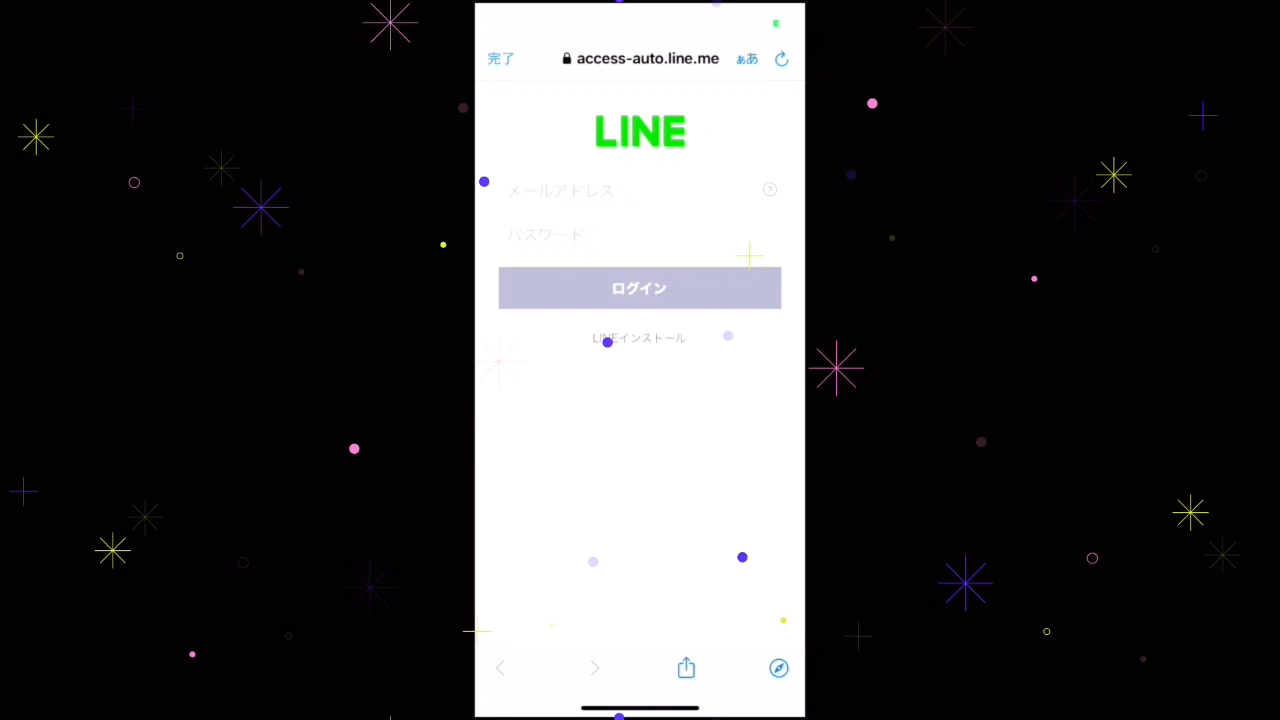 完了 access-auto.line.me ああ
LINE
メールアドレス ?
パスワード
ログイン
LINEインストール